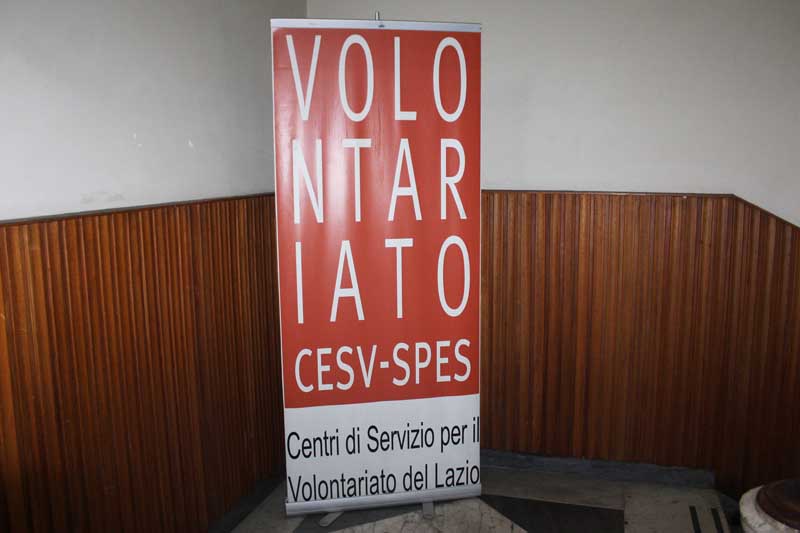 VOLO
NTAR
IATO
CESV-SPES
Centri di Servizio per il
Volontariato del Lazio